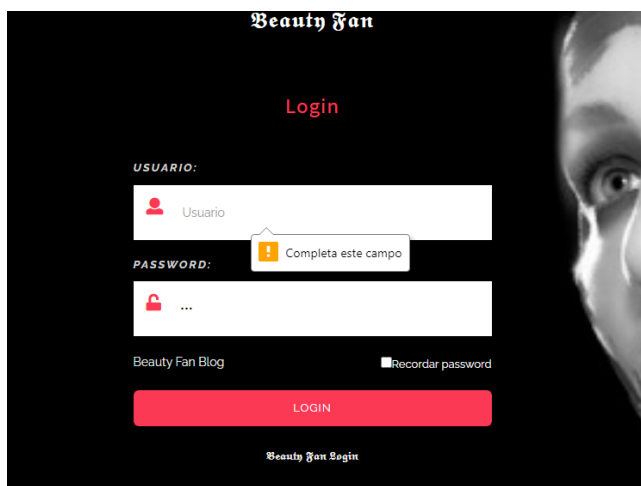 Beauty Fan
Login
USUARIO:
Usuario
! Completa este campo
PASSWORD:
...
Beauty Fan Blog Recordar password
LOGIN
Beauty Fan Login